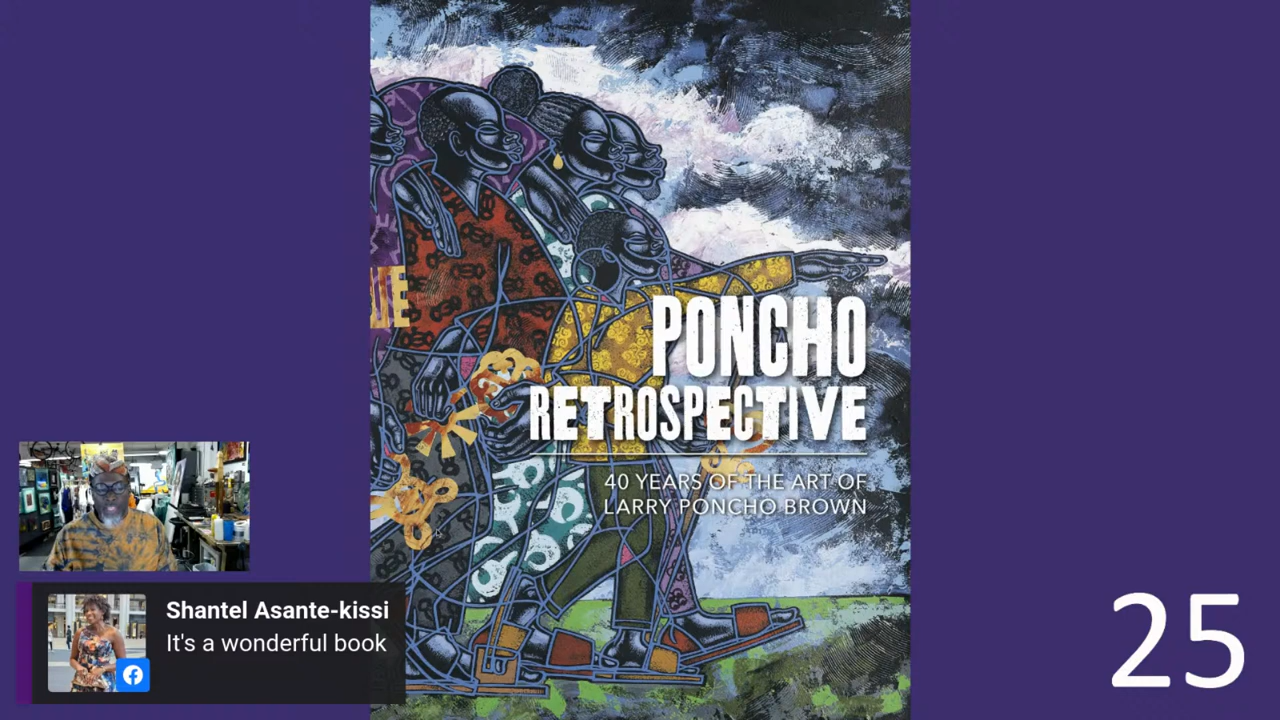 PONCHO
RETROSPECTIVE
40 YEARS OF THE ART OF
LARRY PONCHO BROWN
Shantel Asante-kissi
It's a wonderful book
25